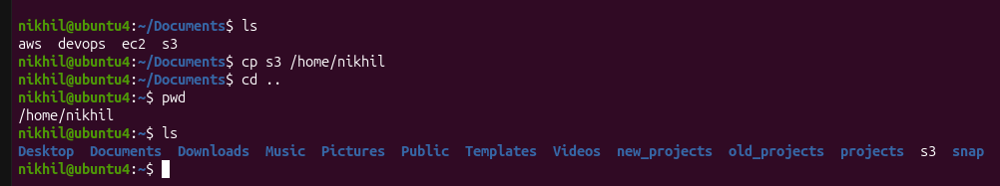 nikhil@ubuntu4:~/Documents$ ls
aws  devops  ec2  s3
nikhil@ubuntu4:~/Documents$ cp s3 /home/nikhil
nikhil@ubuntu4:~/Documents$ cd ..
nikhil@ubuntu4:~$ pwd
/home/nikhil
nikhil@ubuntu4:~$ ls
Desktop  Documents  Downloads  Music  Pictures  Public  Templates  Videos  new_projects  old_projects  projects  s3  snap
nikhil@ubuntu4:~$